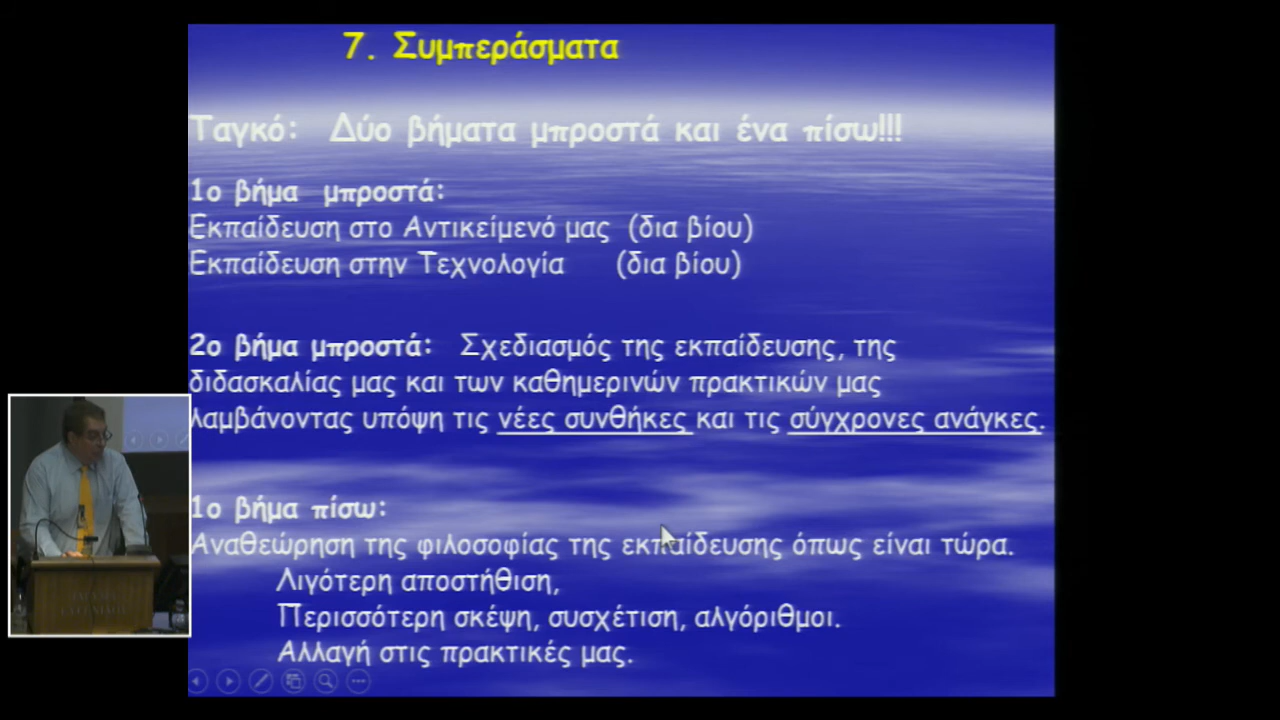 7. Συμπεράσματα
Ταγκό: Δύο βήματα μπροστά και ένα πίσω!!!
1ο βήμα μπροστά:
Εκπαίδευση στο Αντικείμενό μας (δια βίου)
Εκπαίδευση στην Τεχνολογία (δια βίου)
2ο βήμα μπροστά: Σχεδιασμός της εκπαίδευσης, της
διδασκαλίας μας και των καθημερινών πρακτικών μας
λαμβάνοντας υπόψη τις νέες συνθήκες και τις σύγχρονες ανάγκες.
1ο βήμα πίσω:
Αναθεώρηση της φιλοσοφίας της εκπαίδευσης όπως είναι τώρα.
Λιγότερη αποστήθιση,
Περισσότερη σκέψη, συσχέτιση, αλγόριθμοι.
Αλλαγή στις πρακτικές μας.